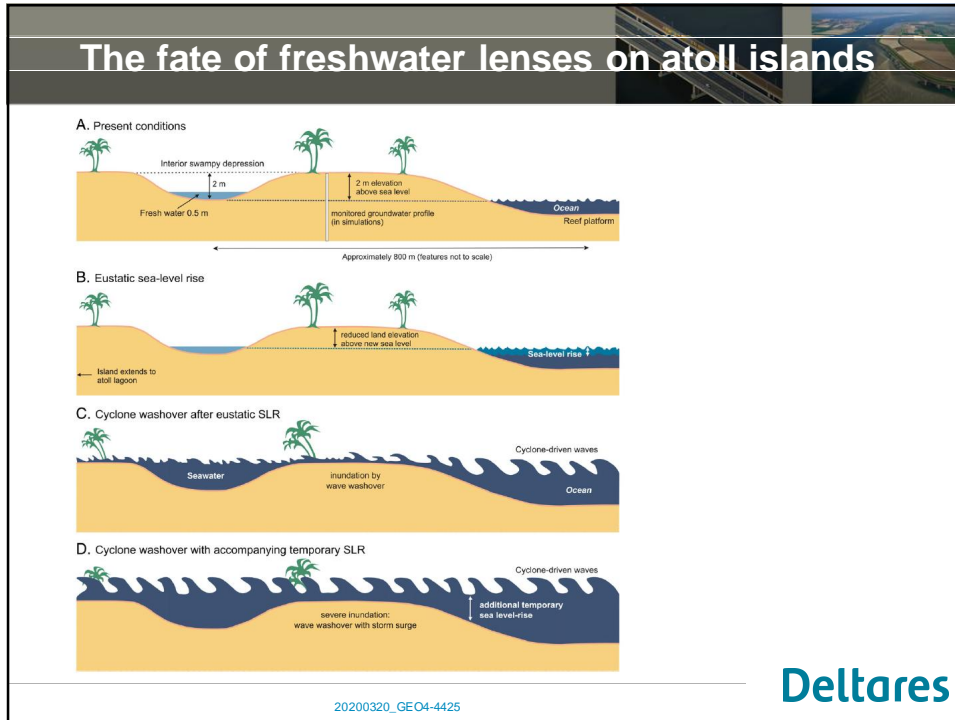 The fate of freshwater lenses on atoll islands
A. Present conditions
Interior swampy depression
2 m
Fresh water 0.5 m
2 m elevation
above sea level
monitored groundwater profile
(in simulations)
Ocean
Reef platform
Approximately 800 m (features not to scale)
B. Eustatic sea-level rise
reduced land elevation
above new sea level
Sea-level rise
Island extends to
atoll lagoon
C. Cyclone washover after eustatic SLR
Cyclone-driven waves
Seawater
inundation by
wave washover
Ocean
D. Cyclone washover with accompanying temporary SLR
Cyclone-driven waves
additional temporary
sea level-rise
severe inundation:
wave washover with storm surge
20200320_GEO4-4425
Deltares